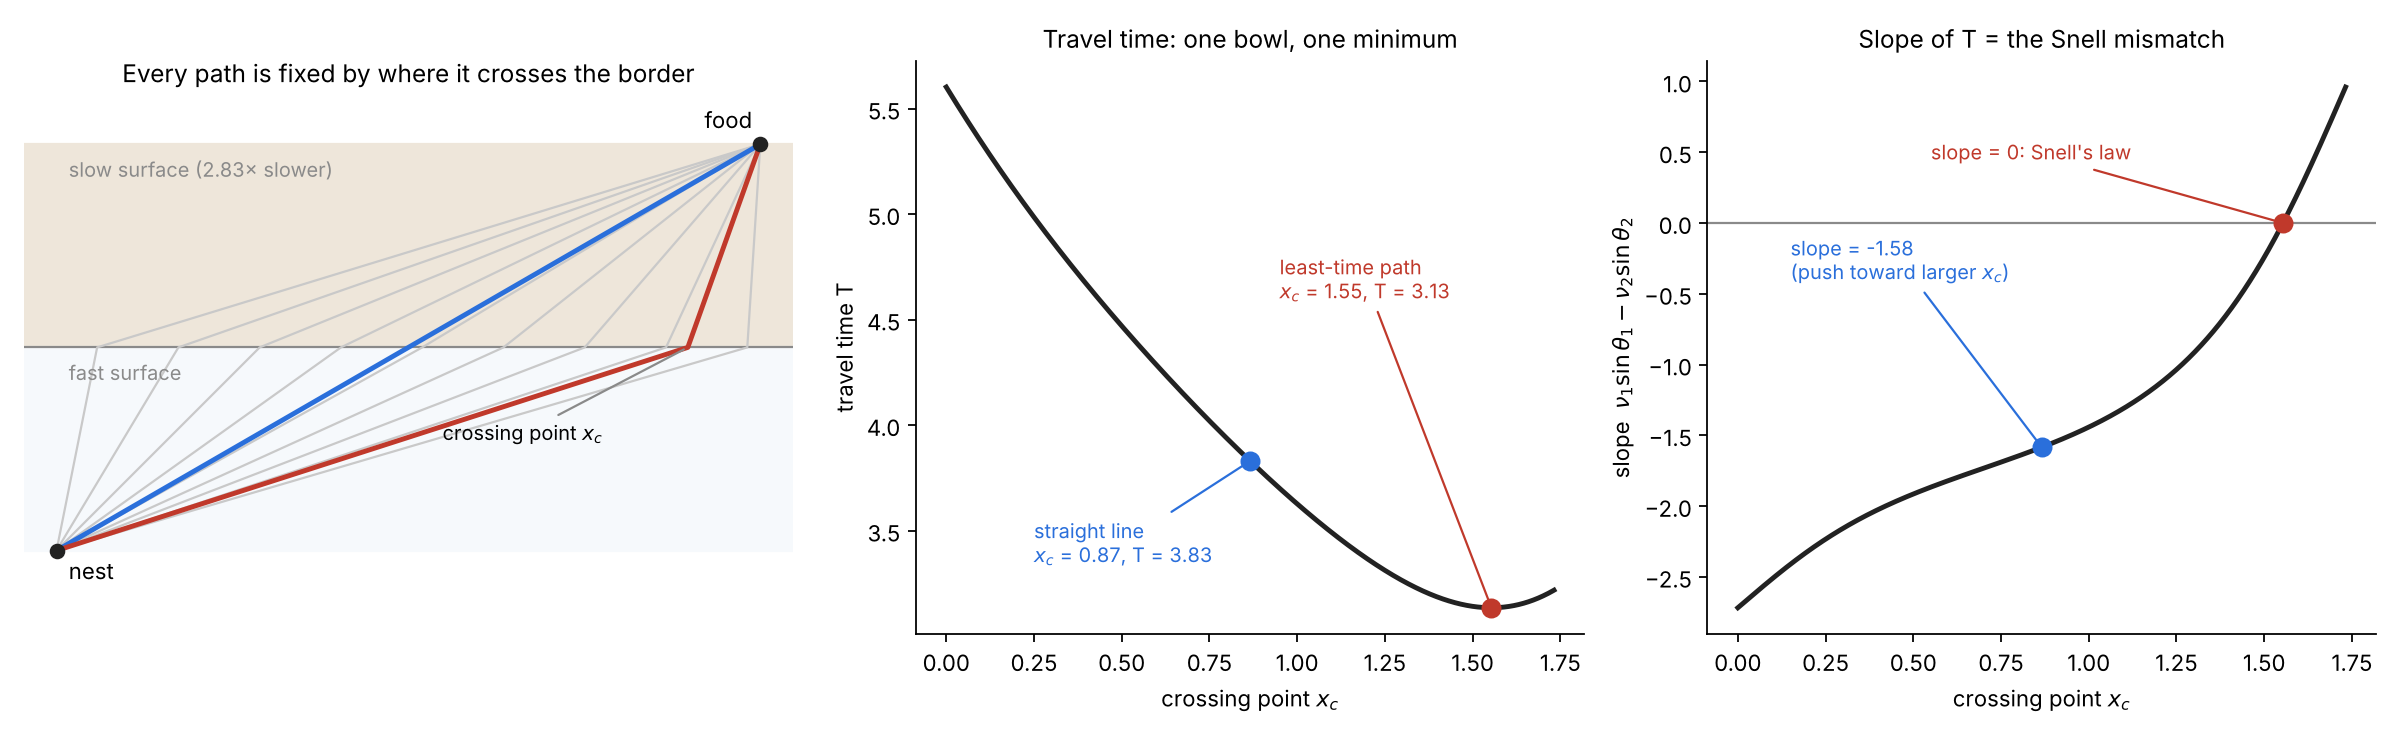 Every path is fixed by where it crosses the border
food
slow surface (2.83× slower)
fast surface
crossing point x_c
nest
Travel time: one bowl, one minimum
travel time T
5.5
5.0
4.5
4.0
3.5
least-time path
x_c = 1.55, T = 3.13
straight line
x_c = 0.87, T = 3.83
0.00 0.25 0.50 0.75 1.00 1.25 1.50 1.75
crossing point x_c
Slope of T = the Snell mismatch
slope ν₁sin θ₁ − ν₂sin θ₂
1.0
0.5
0.0
−0.5
−1.0
−1.5
−2.0
−2.5
slope = 0: Snell's law
slope = -1.58
(push toward larger x_c)
0.00 0.25 0.50 0.75 1.00 1.25 1.50 1.75
crossing point x_c